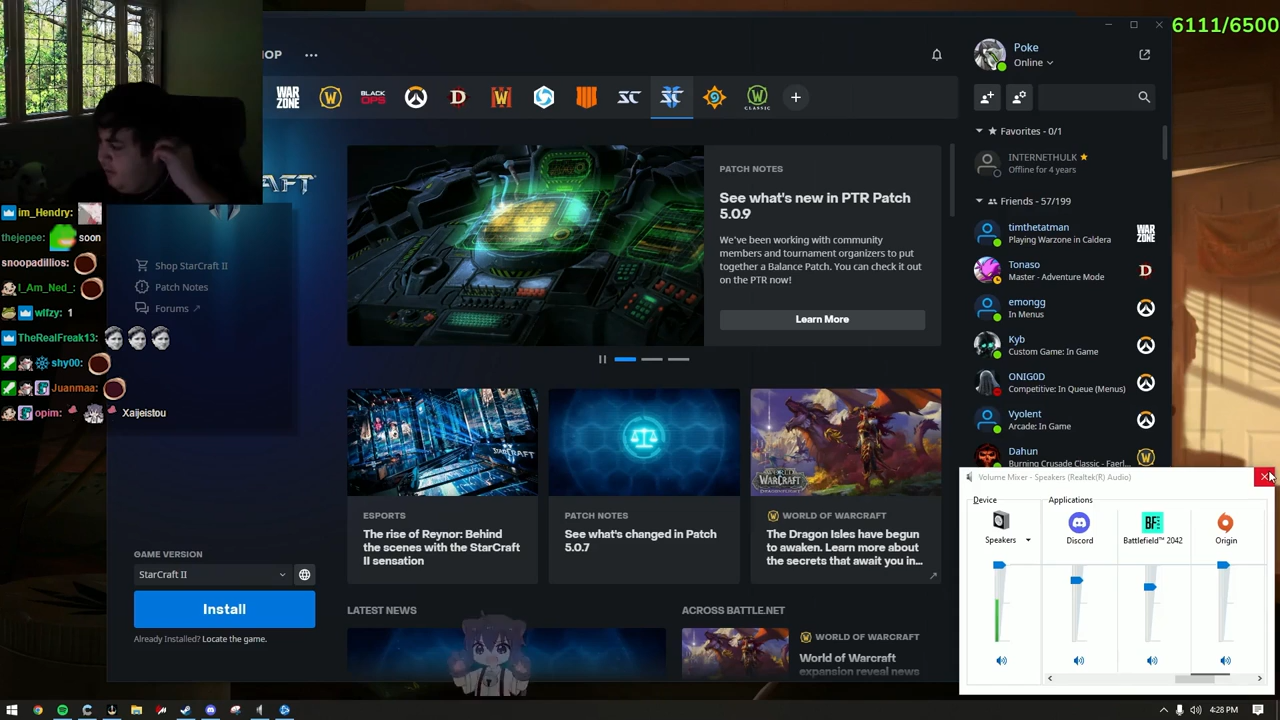 6111/6500
HOP
...
WAR
ZONE
BLACK
OPS
CLASSIC
Poke
Online
Favorites - 0/1
INTERNETHULK
Offline for 4 years
Friends - 57/199
timthetatman
Playing Warzone in Caldera
WAR
ZONE
Tonaso
Master - Adventure Mode
emongg
In Menus
Kyb
Custom Game: In Game
ONIG0D
Competitive: In Queue (Menus)
Vyolent
Arcade: In Game
Dahun
Burning Crusade Classic - Faerl...
im_Hendry:
thejepee: soon
snoopadillios:
I_Am_Ned_:
wlfzy: 1
TheRealFreak13:
shy00:
Juanmaa:
opim: Xaijeistou
Shop StarCraft II
Patch Notes
Forums
PATCH NOTES
See what's new in PTR Patch
5.0.9
We've been working with community
members and tournament organizers to put
together a Balance Patch. You can check it out
on the PTR now!
Learn More
ESPORTS
The rise of Reynor: Behind
the scenes with the StarCraft
II sensation
PATCH NOTES
See what's changed in Patch
5.0.7
WORLD OF WARCRAFT
The Dragon Isles have begun
to awaken. Learn more about
the secrets that await you in...
GAME VERSION
StarCraft II
Install
Already Installed? Locate the game.
LATEST NEWS
ACROSS BATTLE.NET
WORLD OF WARCRAFT
World of Warcraft
expansion reveal news
Volume Mixer - Speakers (Realtek(R) Audio)
Device
Applications
Speakers
Discord
Battlefield™ 2042
Origin
4:28 PM